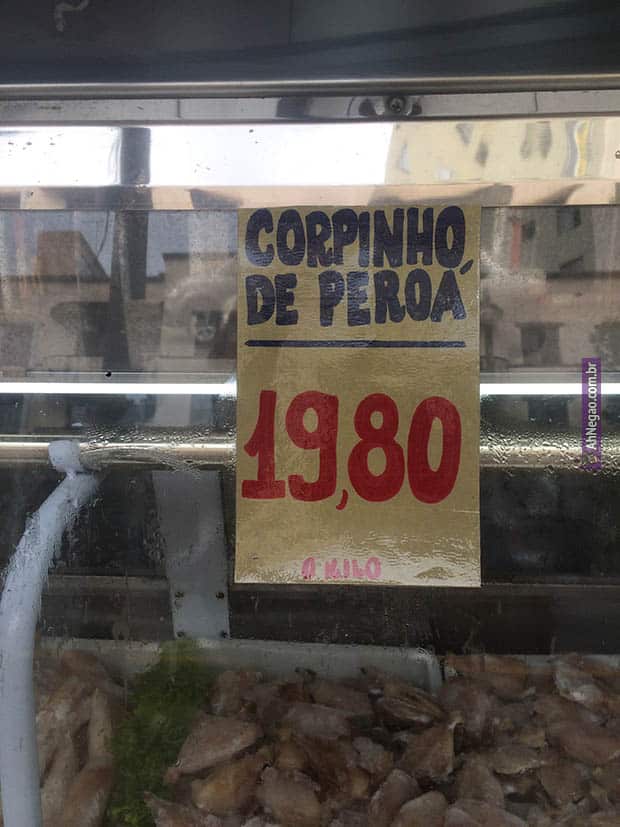 CORPINHO
DE PEROÁ
19,80
O KILO
AhNegao.com.br